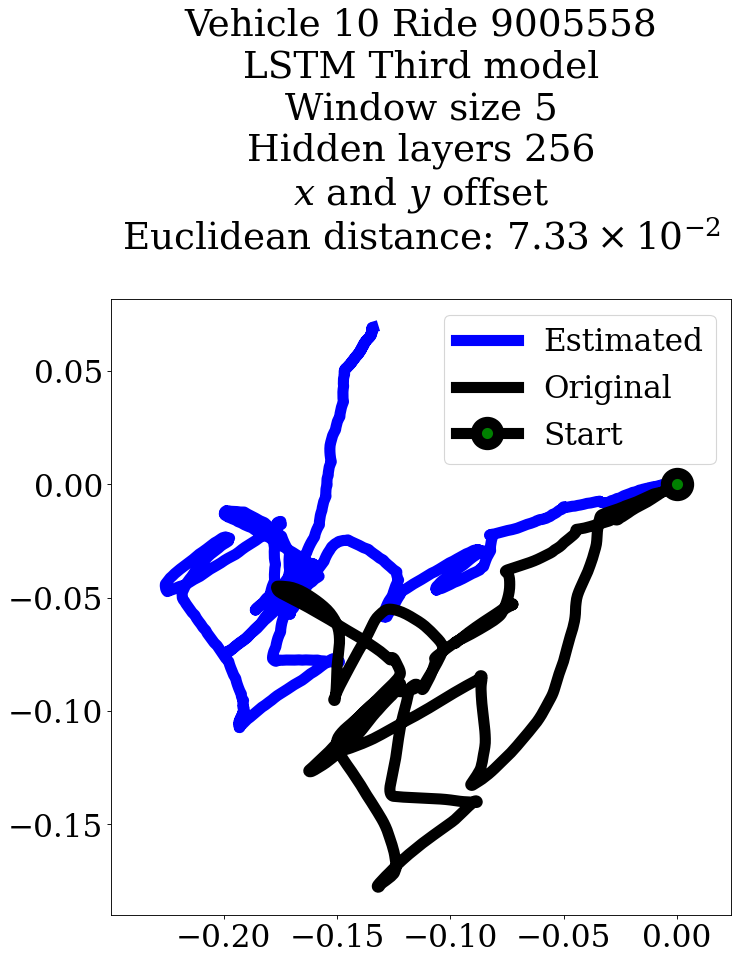 Vehicle 10 Ride 9005558
LSTM Third model
Window size 5
Hidden layers 256
x and y offset
Euclidean distance: 7.33 × 10⁻²
Estimated
Original
Start
0.05
0.00
−0.05
−0.10
−0.15
−0.20 −0.15 −0.10 −0.05 0.00